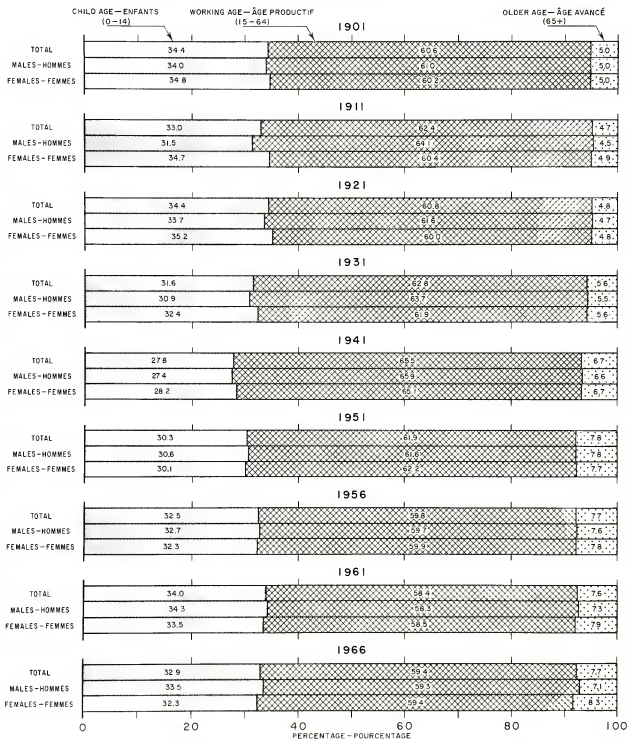 CHILD AGE—ENFANTS WORKING AGE—ÂGE PRODUCTIF OLDER AGE—ÂGE AVANCÉ
(0-14) (15-64) (65+)
1901
TOTAL 34.4 60.6 5.0
MALES-HOMMES 34.0 61.0 5.0
FEMALES-FEMMES 34.8 60.2 5.0
1911
TOTAL 33.0 62.4 4.7
MALES-HOMMES 31.5 64.1 4.5
FEMALES-FEMMES 34.7 60.4 4.9
1921
TOTAL 34.4 60.8 4.8
MALES-HOMMES 33.7 61.6 4.7
FEMALES-FEMMES 35.2 60.0 4.8
1931
TOTAL 31.6 62.8 5.6
MALES-HOMMES 30.9 63.7 5.5
FEMALES-FEMMES 32.4 61.9 5.6
1941
TOTAL 27.8 65.5 6.7
MALES-HOMMES 27.4 65.9 6.6
FEMALES-FEMMES 28.2 65.1 6.7
1951
TOTAL 30.3 61.9 7.8
MALES-HOMMES 30.6 61.6 7.8
FEMALES-FEMMES 30.1 62.2 7.7
1956
TOTAL 32.5 59.8 7.7
MALES-HOMMES 32.7 59.7 7.6
FEMALES-FEMMES 32.3 59.9 7.8
1961
TOTAL 34.0 58.4 7.6
MALES-HOMMES 34.3 58.3 7.3
FEMALES-FEMMES 33.5 58.5 7.9
1966
TOTAL 32.9 59.4 7.7
MALES-HOMMES 33.5 59.3 7.1
FEMALES-FEMMES 32.3 59.4 8.3
0 20 40 60 80 100
PERCENTAGE-POURCENTAGE